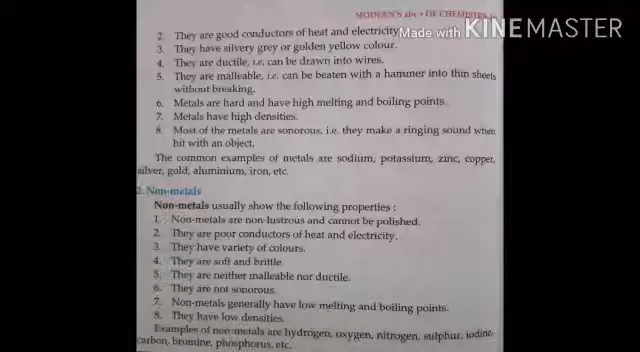 MODERN'S abc + OF CHEMISTRY
Made with KINEMASTER
2. They are good conductors of heat and electricity
3. They have silvery grey or golden yellow colour.
4. They are ductile, i.e. can be drawn into wires.
5. They are malleable, i.e. can be beaten with a hammer into thin sheets
without breaking.
6. Metals are hard and have high melting and boiling points.
7. Metals have high densities.
8. Most of the metals are sonorous, i.e. they make a ringing sound when
hit with an object.
The common examples of metals are sodium, potassium, zinc, copper,
silver, gold, aluminium, iron, etc.
2. Non-metals
Non-metals usually show the following properties :
1. Non-metals are non-lustrous and cannot be polished.
2. They are poor conductors of heat and electricity.
3. They have variety of colours.
4. They are soft and brittle.
5. They are neither malleable nor ductile.
6. They are not sonorous.
7. Non-metals generally have low melting and boiling points.
8. They have low densities.
Examples of non-metals are hydrogen, oxygen, nitrogen, sulphur, iodine,
carbon, bromine, phosphorus, etc.